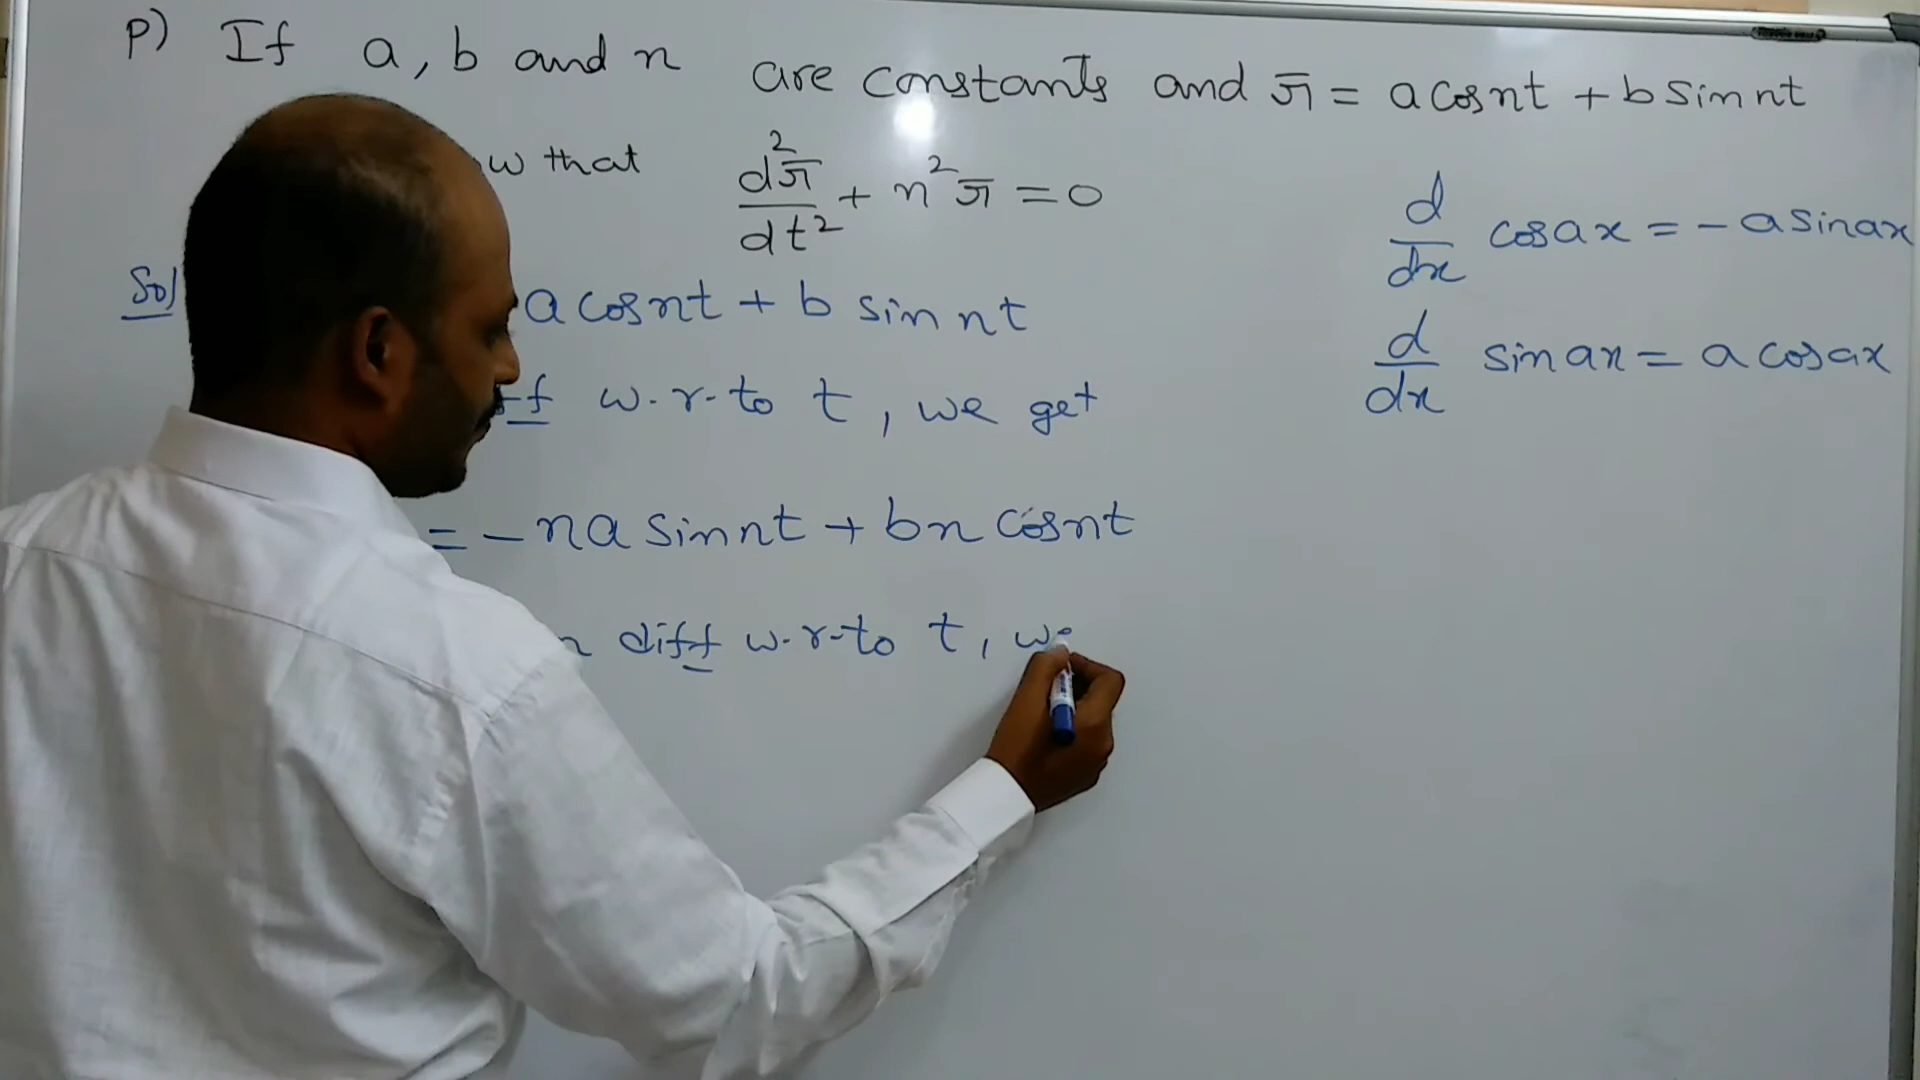 P) If a, b and n are constants and r̄ = a cos nt + b sin nt
that d²r̄/dt² + n² r̄ = 0
Sol a cos nt + b sin nt
w.r.to t, we get
= -na sin nt + bn cos nt
diff w.r.to t, we
d/dx cos ax = -a sin ax
d/dx sin ax = a cos ax